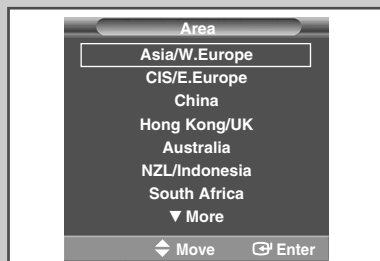 Area
Asia/W.Europe
CIS/E.Europe
China
Hong Kong/UK
Australia
NZL/Indonesia
South Africa
▼ More
Move Enter